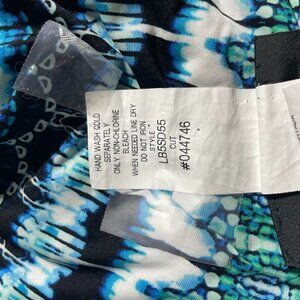 HAND WASH COLD
SEPARATELY
ONLY NON-CHLORINE
BLEACH
WHEN NEEDED LINE DRY
DO NOT IRON
STYLE
LB5SD55
CUT
#044746